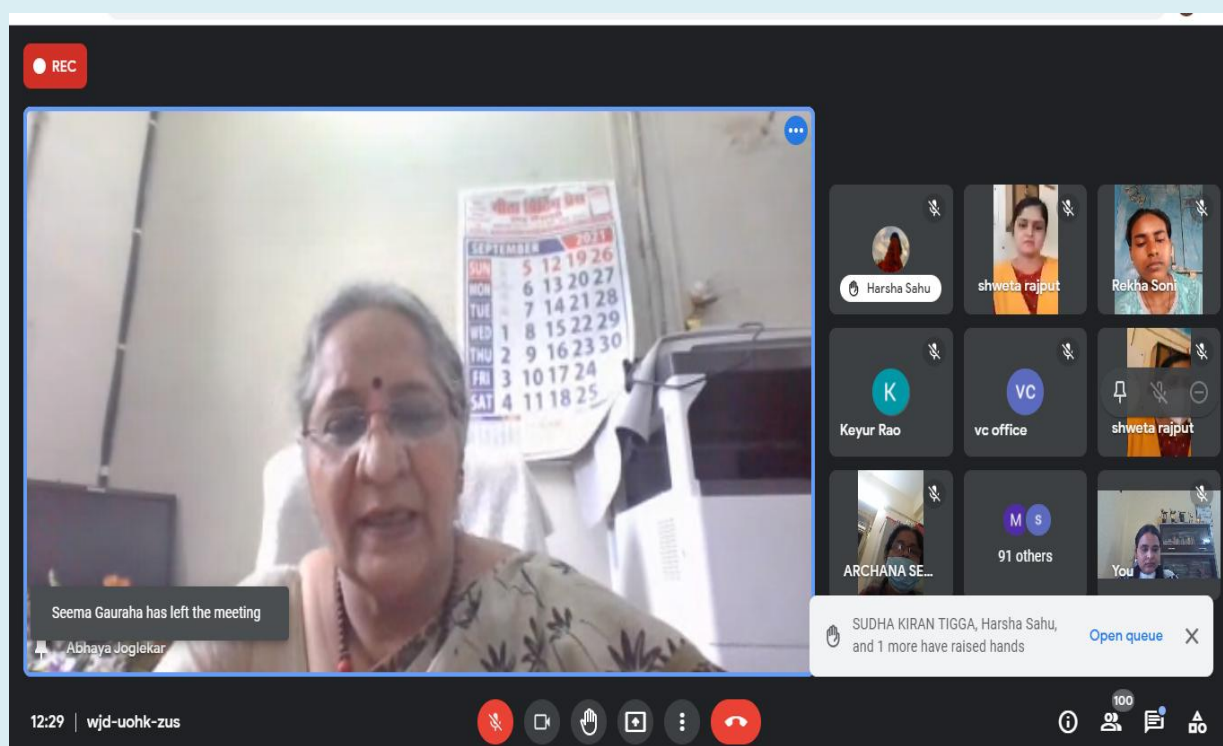 REC
SEPTEMBER 2021
SUN 5 12 19 26
MON 6 13 20 27
TUE 7 14 21 28
WED 1 8 15 22 29
THU 2 9 16 23 30
FRI 3 10 17 24
SAT 4 11 18 25
Seema Gauraha has left the meeting
Abhaya Joglekar
Harsha Sahu
shweta rajput
Rekha Soni
K
Keyur Rao
VC
vc office
shweta rajput
ARCHANA SE...
M S
91 others
You
SUDHA KIRAN TIGGA, Harsha Sahu,
and 1 more have raised hands
Open queue
12:29 | wjd-uohk-zus
100